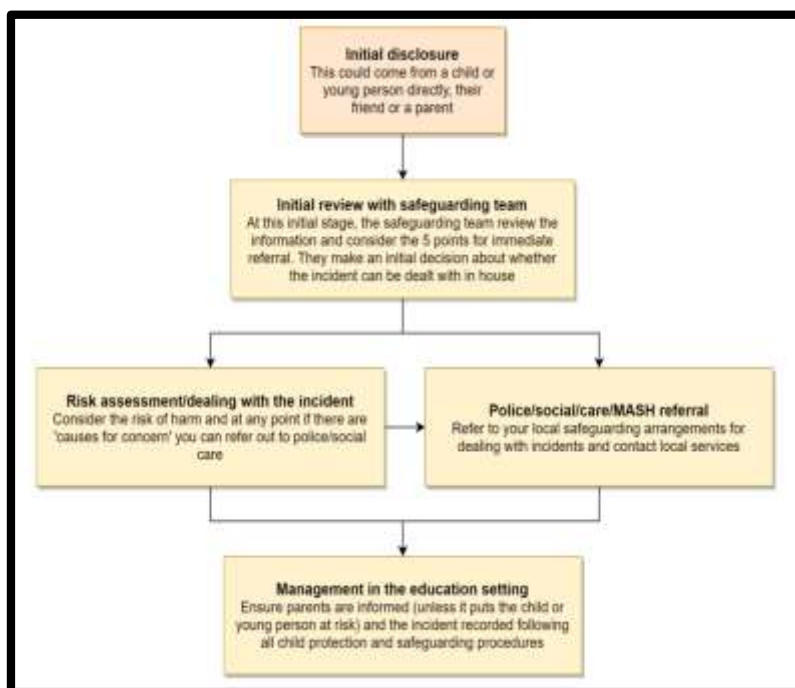 Initial disclosure
This could come from a child or
young person directly, their
friend or a parent
Initial review with safeguarding team
At this initial stage, the safeguarding team review the
information and consider the 5 points for immediate
referral. They make an initial decision about whether
the incident can be dealt with in house
Risk assessment/dealing with the incident
Consider the risk of harm and at any point if there are
'causes for concern' you can refer out to police/social
care
Police/social/care/MASH referral
Refer to your local safeguarding arrangements for
dealing with incidents and contact local services
Management in the education setting
Ensure parents are informed (unless it puts the child or
young person at risk) and the incident recorded following
all child protection and safeguarding procedures